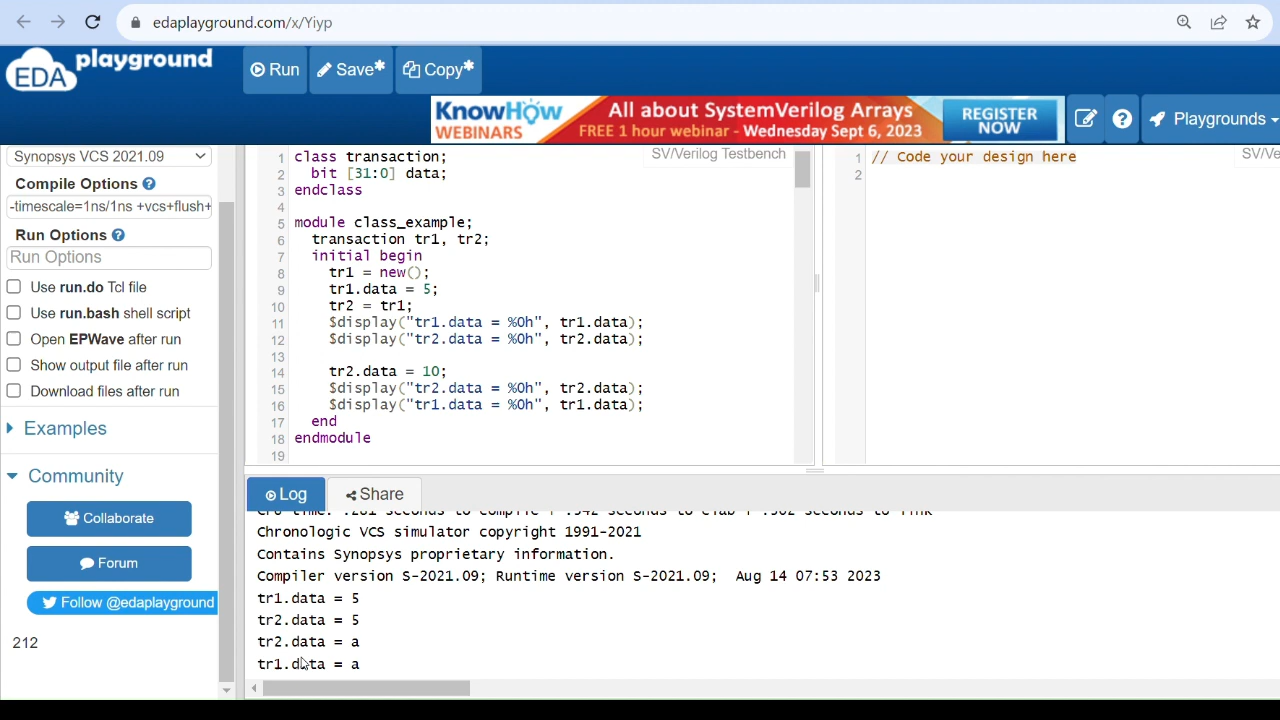 edaplayground.com/x/Yiyp
EDA playground
Run
Save*
Copy*
KnowHow WEBINARS
All about SystemVerilog Arrays
FREE 1 hour webinar - Wednesday Sept 6, 2023
REGISTER NOW
Playgrounds
Synopsys VCS 2021.09
Compile Options
-timescale=1ns/1ns +vcs+flush+
Run Options
Run Options
Use run.do Tcl file
Use run.bash shell script
Open EPWave after run
Show output file after run
Download files after run
Examples
Community
Collaborate
Forum
Follow @edaplayground
212
SV/Verilog Testbench
1 class transaction;
2 bit [31:0] data;
3 endclass
4
5 module class_example;
6 transaction tr1, tr2;
7 initial begin
8 tr1 = new();
9 tr1.data = 5;
10 tr2 = tr1;
11 $display("tr1.data = %0h", tr1.data);
12 $display("tr2.data = %0h", tr2.data);
13
14 tr2.data = 10;
15 $display("tr2.data = %0h", tr2.data);
16 $display("tr1.data = %0h", tr1.data);
17 end
18 endmodule
19
SV/Ve
1 // Code your design here
2
Log
Share
Chronologic VCS simulator copyright 1991-2021
Contains Synopsys proprietary information.
Compiler version S-2021.09; Runtime version S-2021.09; Aug 14 07:53 2023
tr1.data = 5
tr2.data = 5
tr2.data = a
tr1.data = a